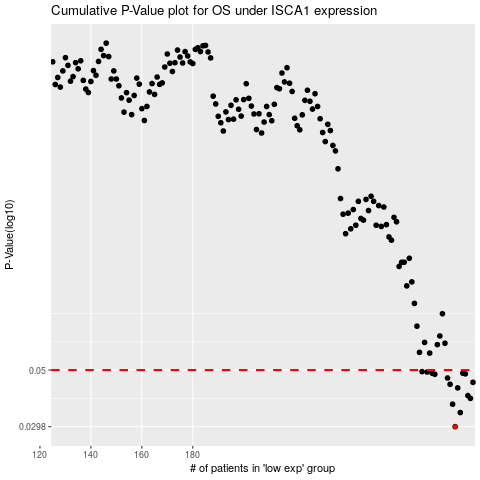 Cumulative P-Value plot for OS under ISCA1 expression
P-Value(log10)
0.05
0.0298
120 140 160 180
# of patients in 'low exp' group